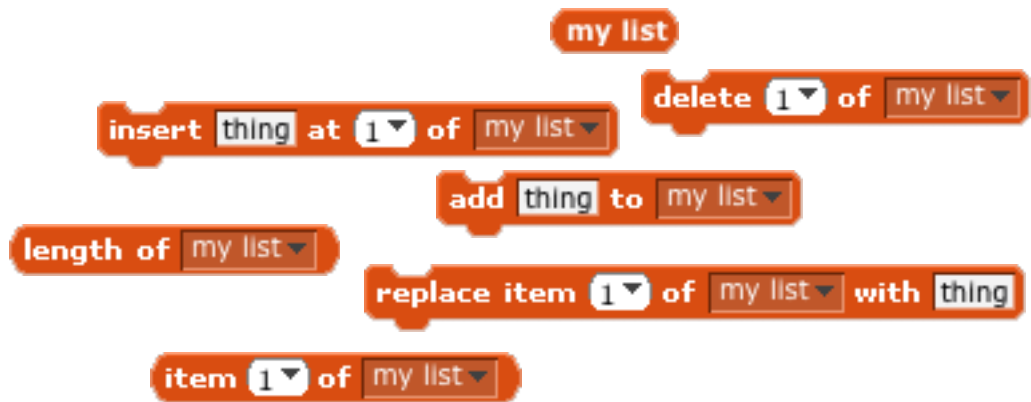 my list
delete 1 of my list
insert thing at 1 of my list
add thing to my list
length of my list
replace item 1 of my list with thing
item 1 of my list